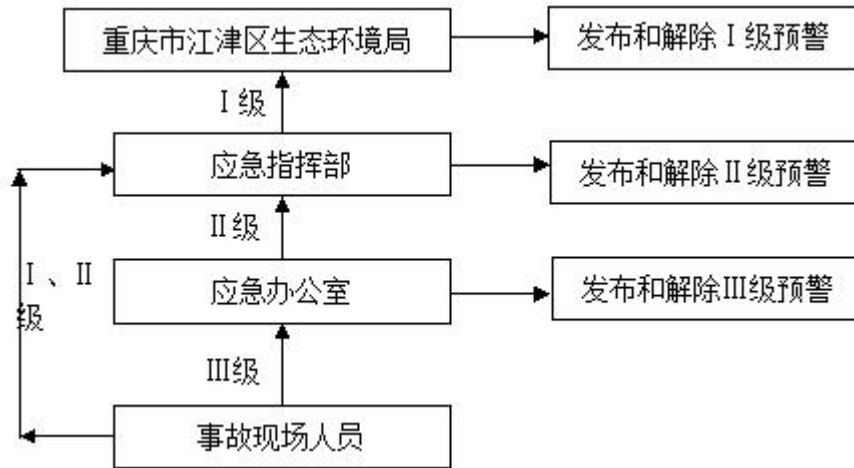 重庆市江津区生态环境局
发布和解除Ⅰ级预警
Ⅰ级
应急指挥部
发布和解除Ⅱ级预警
Ⅱ级
Ⅰ、Ⅱ
级
应急办公室
发布和解除Ⅲ级预警
Ⅲ级
事故现场人员